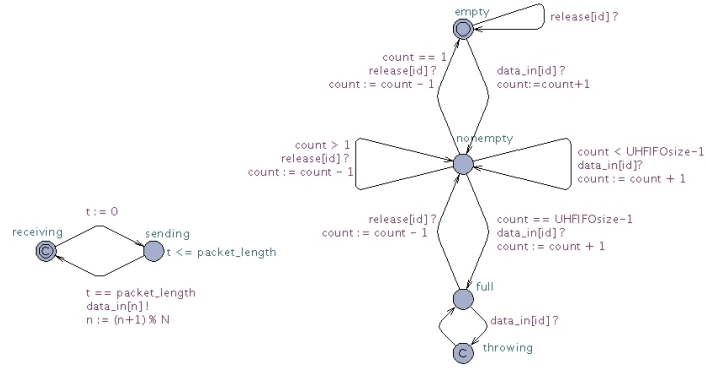 receiving
C
t := 0
sending
t <= packet_length
t == packet_length
data_in[n] !
n := (n+1) % N
empty
release[id] ?
count == 1
release[id] ?
count := count - 1
data_in[id] ?
count:=count+1
nonempty
count > 1
release[id] ?
count := count - 1
count < UHFIFOsize-1
data_in[id]?
count := count + 1
release[id] ?
count := count - 1
count == UHFIFOsize-1
data_in[id] ?
count := count + 1
full
data_in[id] ?
C
throwing